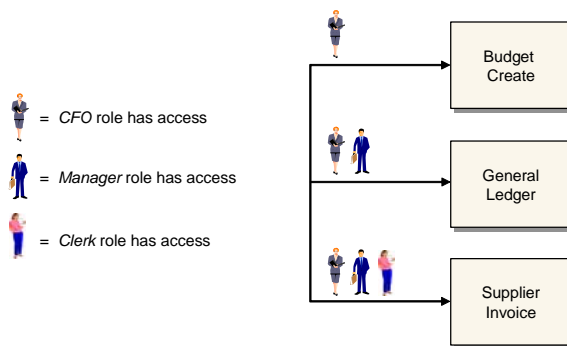 = CFO role has access
= Manager role has access
= Clerk role has access
Budget
Create
General
Ledger
Supplier
Invoice